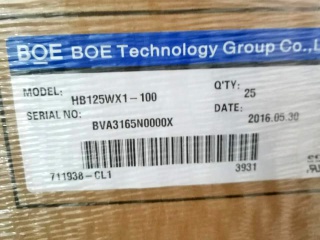 BOE BOE Technology Group Co.,L
MODEL: HB125WX1-100 Q'TY: 25
SERIAL NO: BVA3165N0000X DATE: 2016.05.30
711938-CL1 3931